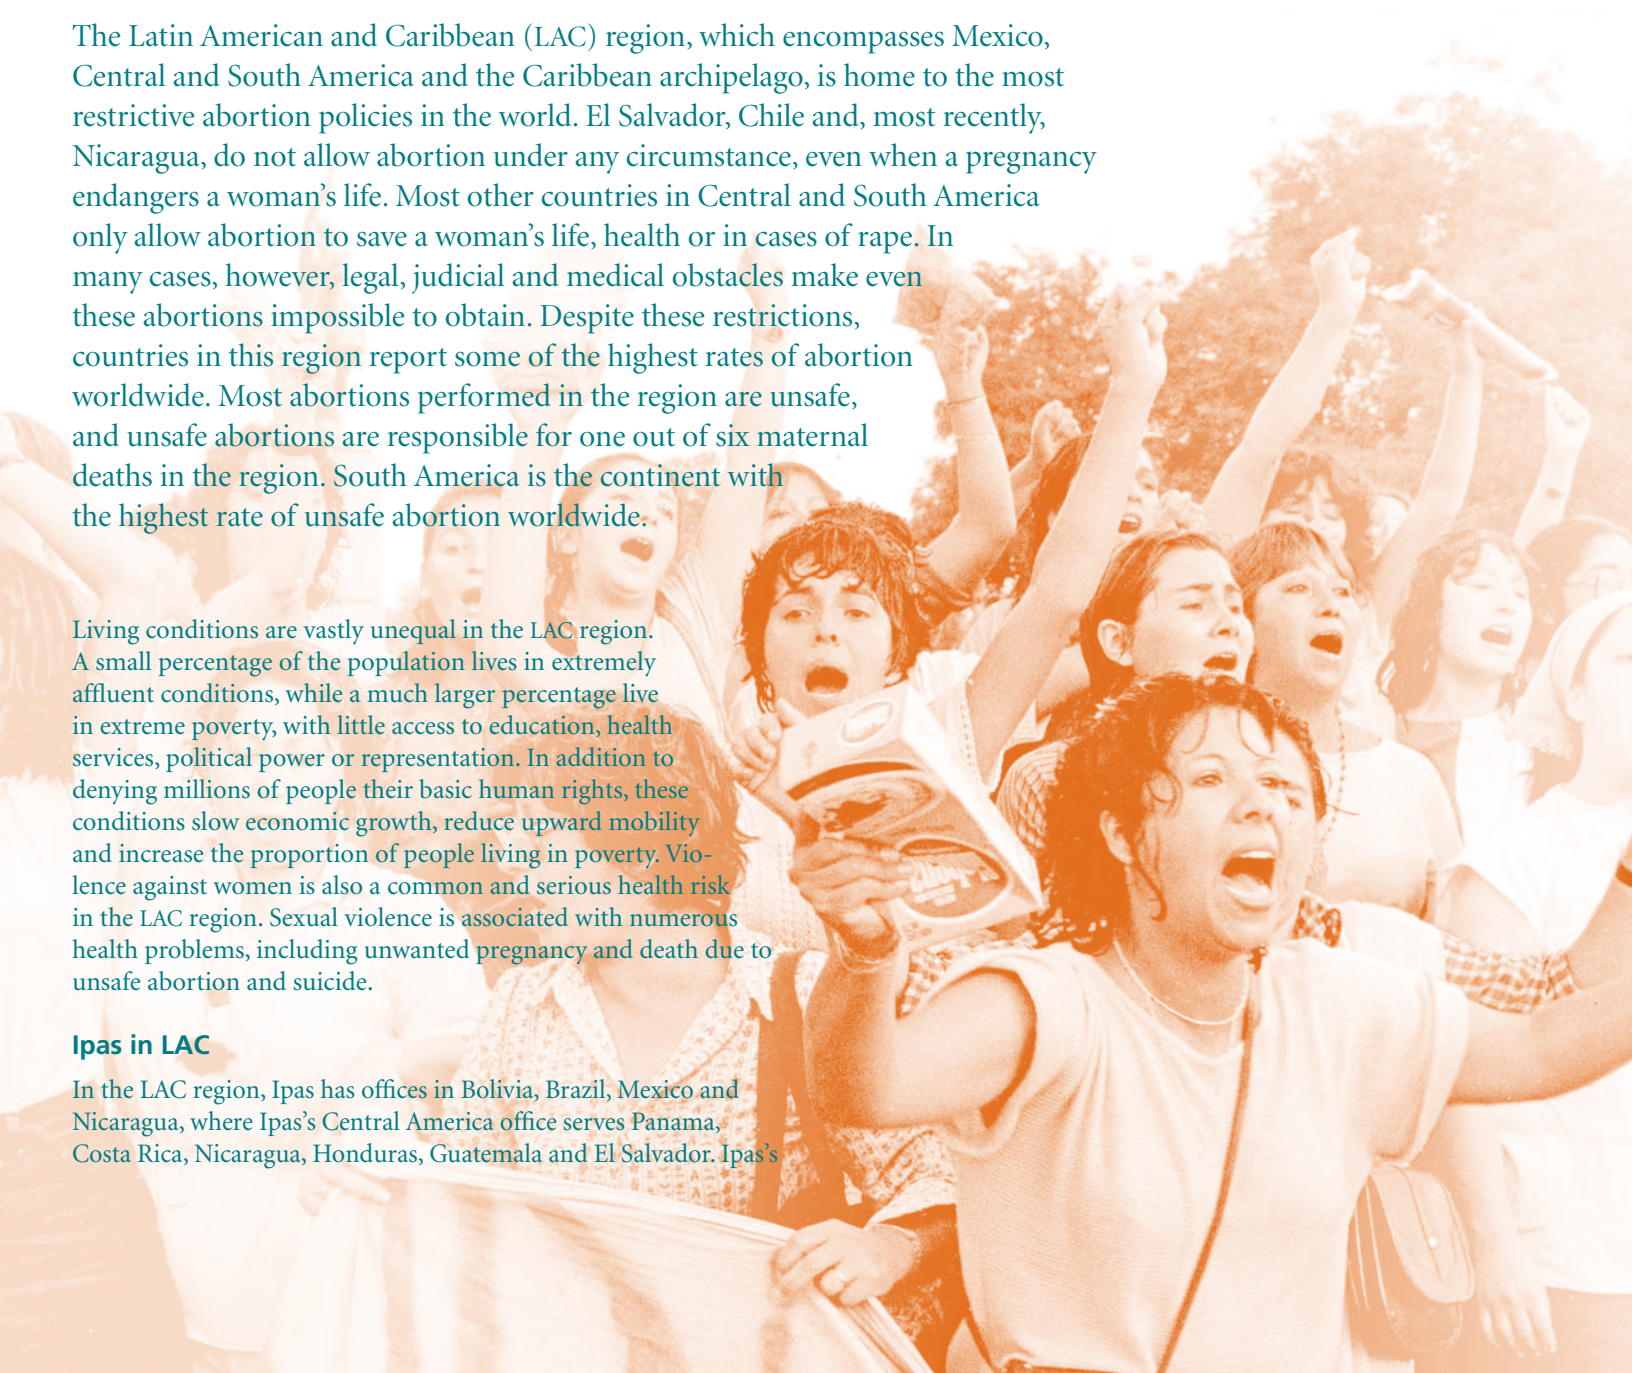 The Latin American and Caribbean (LAC) region, which encompasses Mexico,
Central and South America and the Caribbean archipelago, is home to the most
restrictive abortion policies in the world. El Salvador, Chile and, most recently,
Nicaragua, do not allow abortion under any circumstance, even when a pregnancy
endangers a woman’s life. Most other countries in Central and South America
only allow abortion to save a woman’s life, health or in cases of rape. In
many cases, however, legal, judicial and medical obstacles make even
these abortions impossible to obtain. Despite these restrictions,
countries in this region report some of the highest rates of abortion
worldwide. Most abortions performed in the region are unsafe,
and unsafe abortions are responsible for one out of six maternal
deaths in the region. South America is the continent with
the highest rate of unsafe abortion worldwide.
Living conditions are vastly unequal in the LAC region.
A small percentage of the population lives in extremely
affluent conditions, while a much larger percentage live
in extreme poverty, with little access to education, health
services, political power or representation. In addition to
denying millions of people their basic human rights, these
conditions slow economic growth, reduce upward mobility
and increase the proportion of people living in poverty. Vio-
lence against women is also a common and serious health risk
in the LAC region. Sexual violence is associated with numerous
health problems, including unwanted pregnancy and death due to
unsafe abortion and suicide.
Ipas in LAC
In the LAC region, Ipas has offices in Bolivia, Brazil, Mexico and
Nicaragua, where Ipas’s Central America office serves Panama,
Costa Rica, Nicaragua, Honduras, Guatemala and El Salvador. Ipas’s